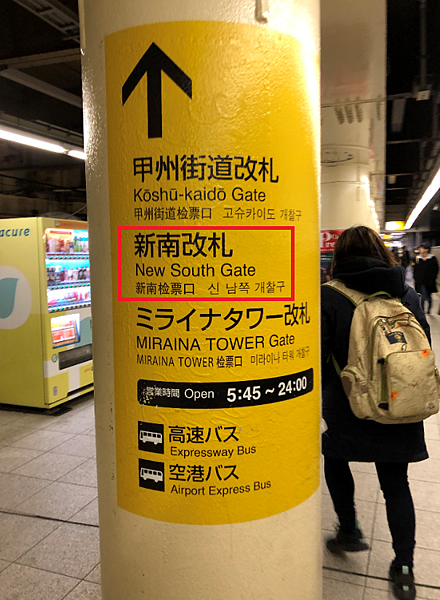 acure
甲州街道改札
Kōshū-kaidō Gate
甲州街道检票口 고슈카이도 개찰구
新南改札
New South Gate
新南检票口 신 남쪽 개찰구
ミライナタワー改札
MIRAINA TOWER Gate
MIRAINA TOWER 检票口 미라이나 타워 개찰구
営業時間 Open 5:45~24:00
高速バス
Expressway Bus
空港バス
Airport Express Bus